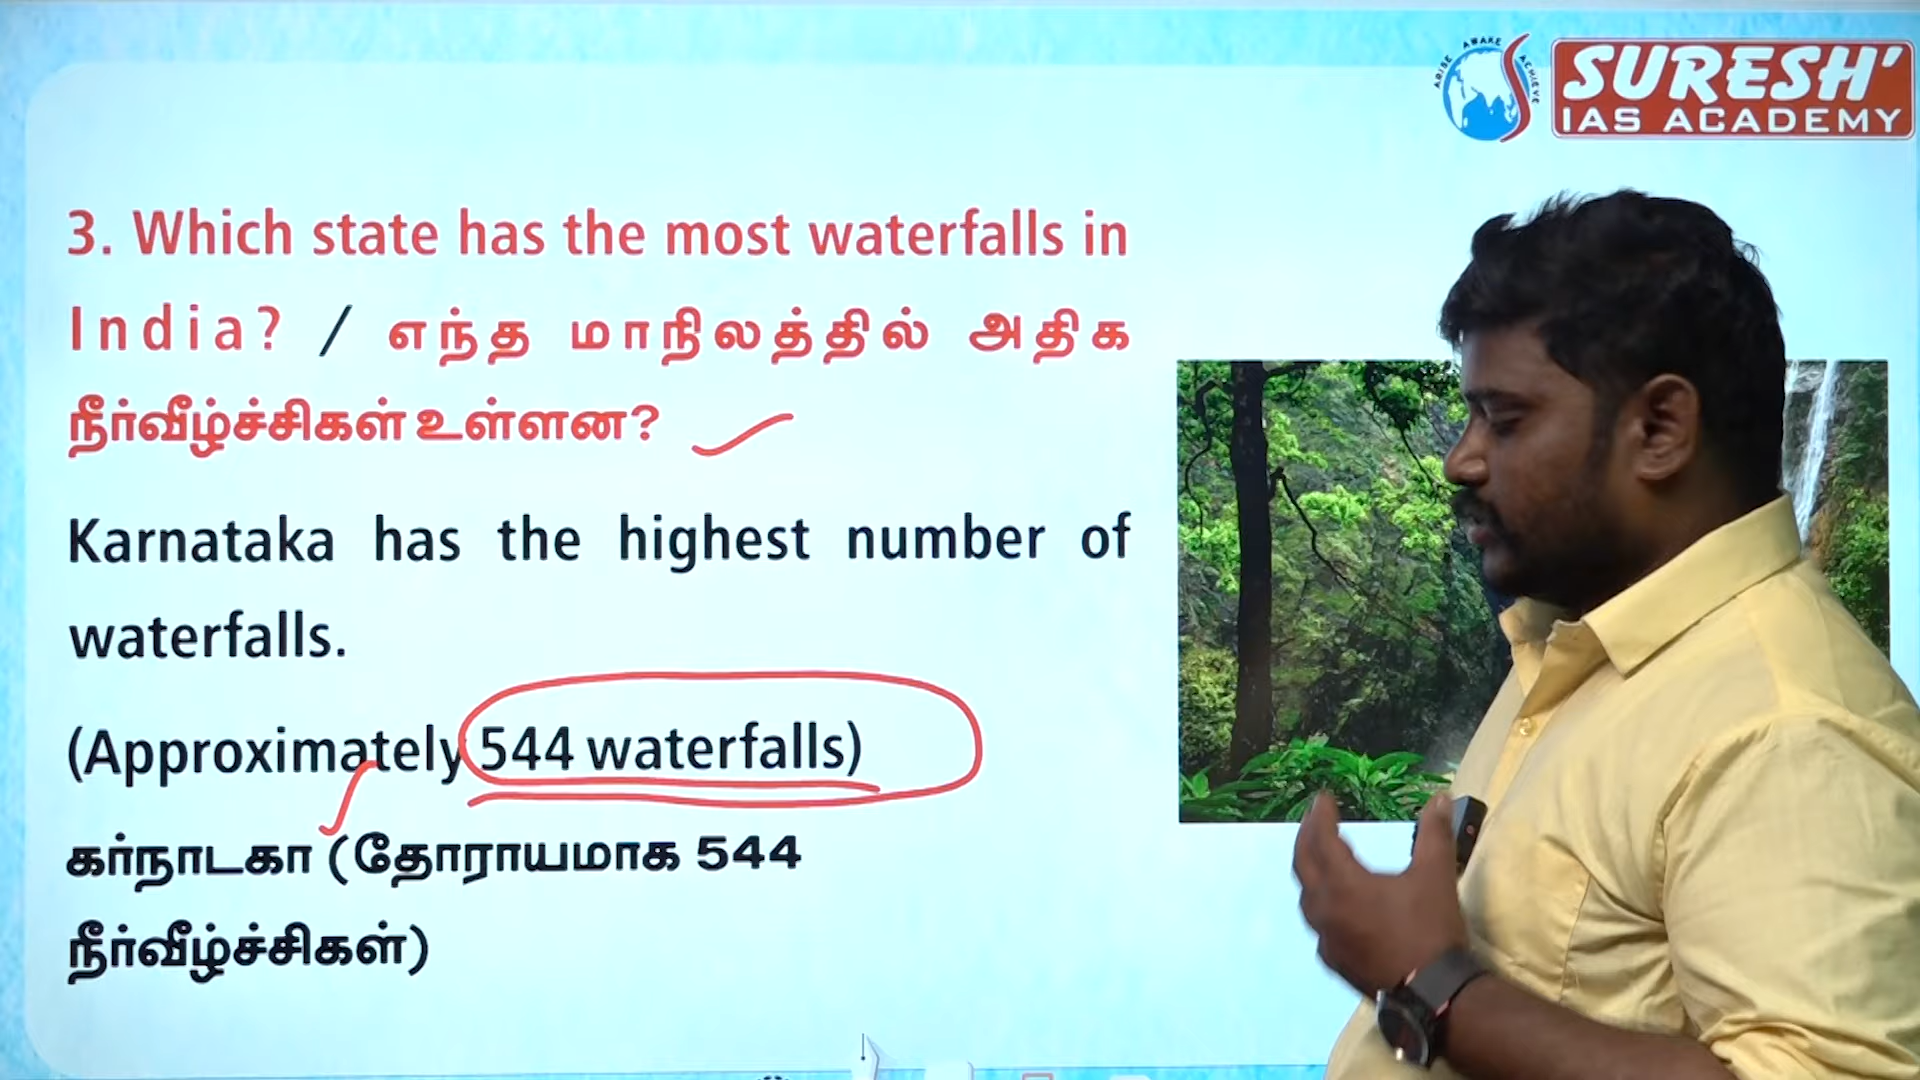 ARISE AWAKE ACHIEVE
SURESH'
IAS ACADEMY
3. Which state has the most waterfalls in
India? / எந்த மாநிலத்தில் அதிக
நீர்வீழ்ச்சிகள் உள்ளன?
Karnataka has the highest number of
waterfalls.
(Approximately 544 waterfalls)
கர்நாடகா (தோராயமாக 544
நீர்வீழ்ச்சிகள்)